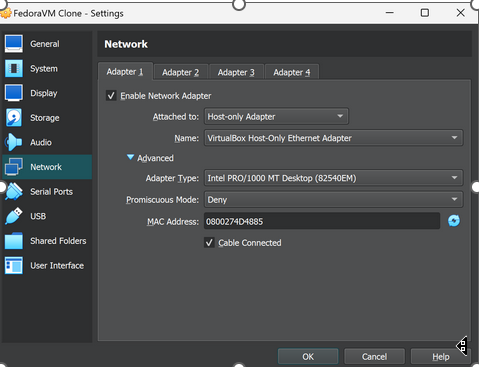 FedoraVM Clone - Settings
General
System
Display
Storage
Audio
Network
Serial Ports
USB
Shared Folders
User Interface
Network
Adapter 1 Adapter 2 Adapter 3 Adapter 4
Enable Network Adapter
Attached to: Host-only Adapter
Name: VirtualBox Host-Only Ethernet Adapter
Advanced
Adapter Type: Intel PRO/1000 MT Desktop (82540EM)
Promiscuous Mode: Deny
MAC Address: 0800274D4885
Cable Connected
OK Cancel Help